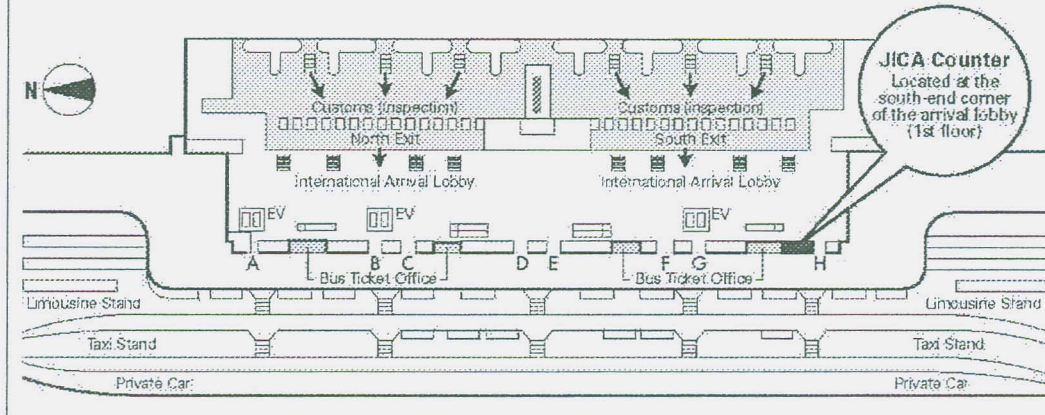 JICA Counter
Located at the
south-end corner
of the arrival lobby
(1st floor)
N
Customs (Inspection)
Customs (Inspection)
North Exit
South Exit
International Arrival Lobby
International Arrival Lobby
EV
EV
EV
A
B
C
D
E
F
G
H
Bus Ticket Office
Bus Ticket Office
Limousine Stand
Limousine Stand
Taxi Stand
Taxi Stand
Private Car
Private Car